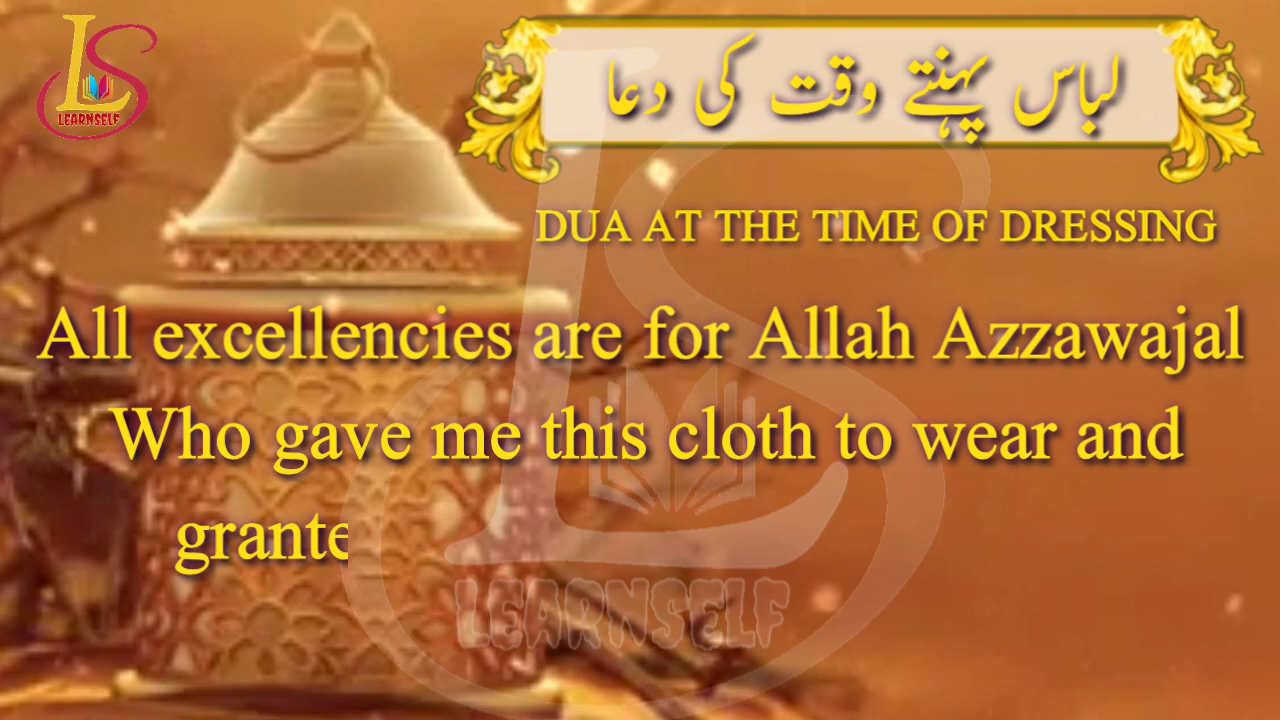 LS
LEARNSELF
لباس پہنتے وقت کی دعا
DUA AT THE TIME OF DRESSING
All excellencies are for Allah Azzawajal
Who gave me this cloth to wear and
grante
LEARNSELF